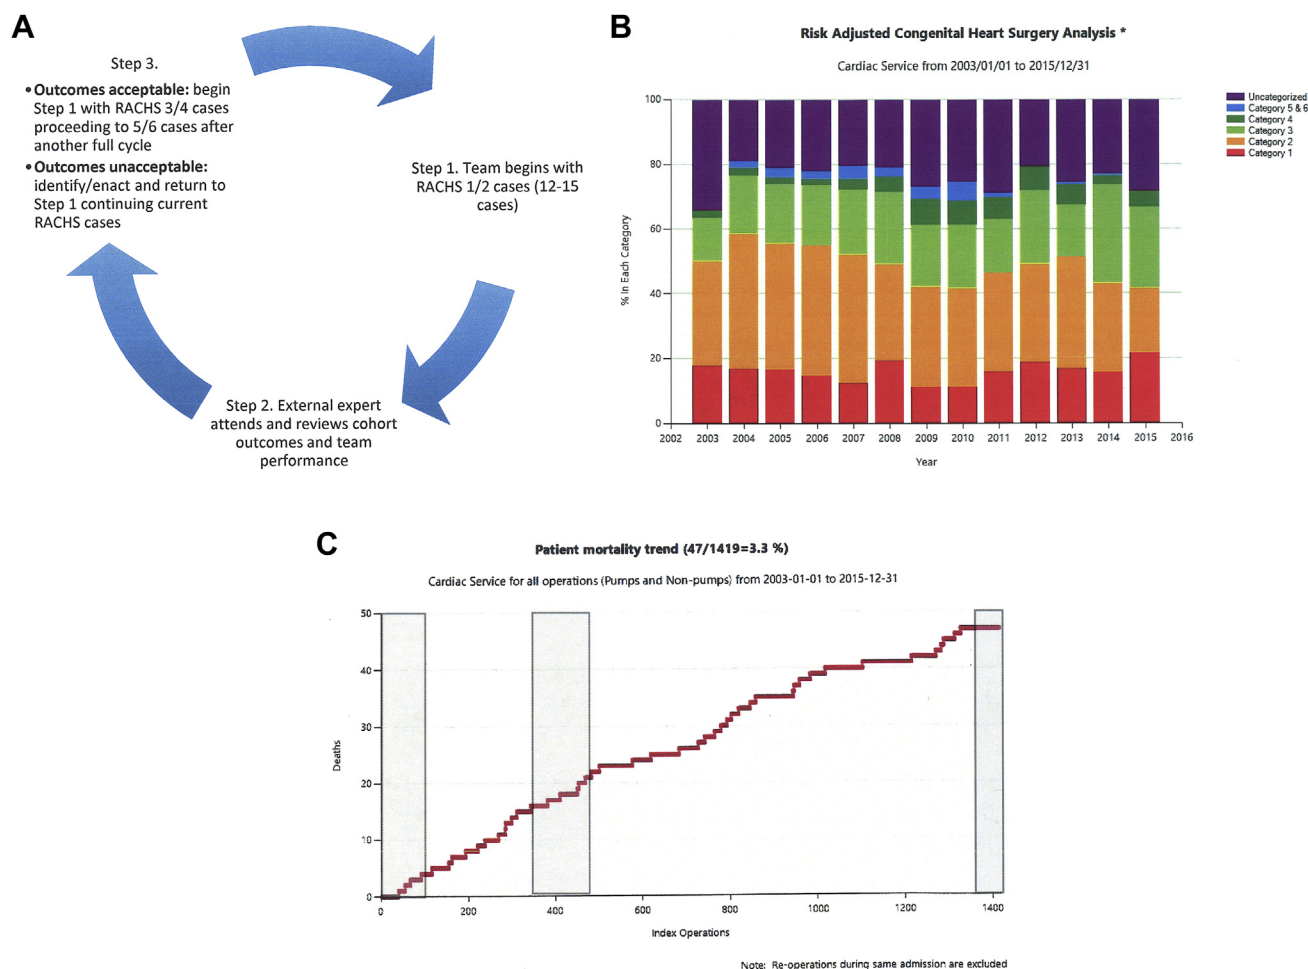 A
Step 3.
• Outcomes acceptable: begin
Step 1 with RACHS 3/4 cases
proceeding to 5/6 cases after
another full cycle
• Outcomes unacceptable:
identify/enact and return to
Step 1 continuing current
RACHS cases
Step 1. Team begins with
RACHS 1/2 cases (12-15
cases)
Step 2. External expert
attends and reviews cohort
outcomes and team
performance
B
Risk Adjusted Congenital Heart Surgery Analysis *
Cardiac Service from 2003/01/01 to 2015/12/31
Uncategorized
Category 5 & 6
Category 4
Category 3
Category 2
Category 1
% In Each Category
100
80
60
40
20
0
2002 2003 2004 2005 2006 2007 2008 2009 2010 2011 2012 2013 2014 2015 2016
Year
C
Patient mortality trend (47/1419=3.3 %)
Cardiac Service for all operations (Pumps and Non-pumps) from 2003-01-01 to 2015-12-31
Deaths
50
40
30
20
10
0
0 200 400 600 800 1000 1200 1400
Index Operations
Note: Re-operations during same admission are excluded